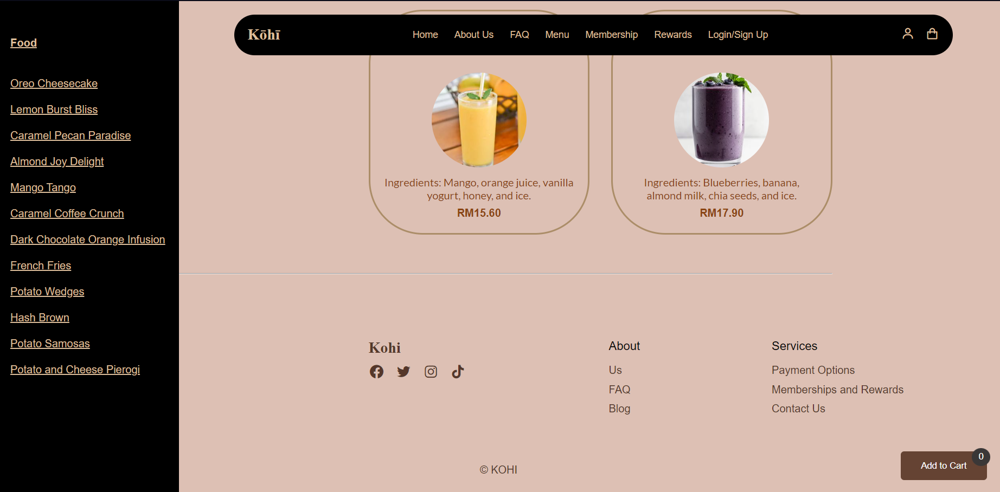 Food
Oreo Cheesecake
Lemon Burst Bliss
Caramel Pecan Paradise
Almond Joy Delight
Mango Tango
Caramel Coffee Crunch
Dark Chocolate Orange Infusion
French Fries
Potato Wedges
Hash Brown
Potato Samosas
Potato and Cheese Pierogi
Kōhī
Home About Us FAQ Menu Membership Rewards Login/Sign Up
Ingredients: Mango, orange juice, vanilla
yogurt, honey, and ice.
RM15.60
Ingredients: Blueberries, banana,
almond milk, chia seeds, and ice.
RM17.90
Kohi
About
Us
FAQ
Blog
Services
Payment Options
Memberships and Rewards
Contact Us
© KOHI
Add to Cart
0